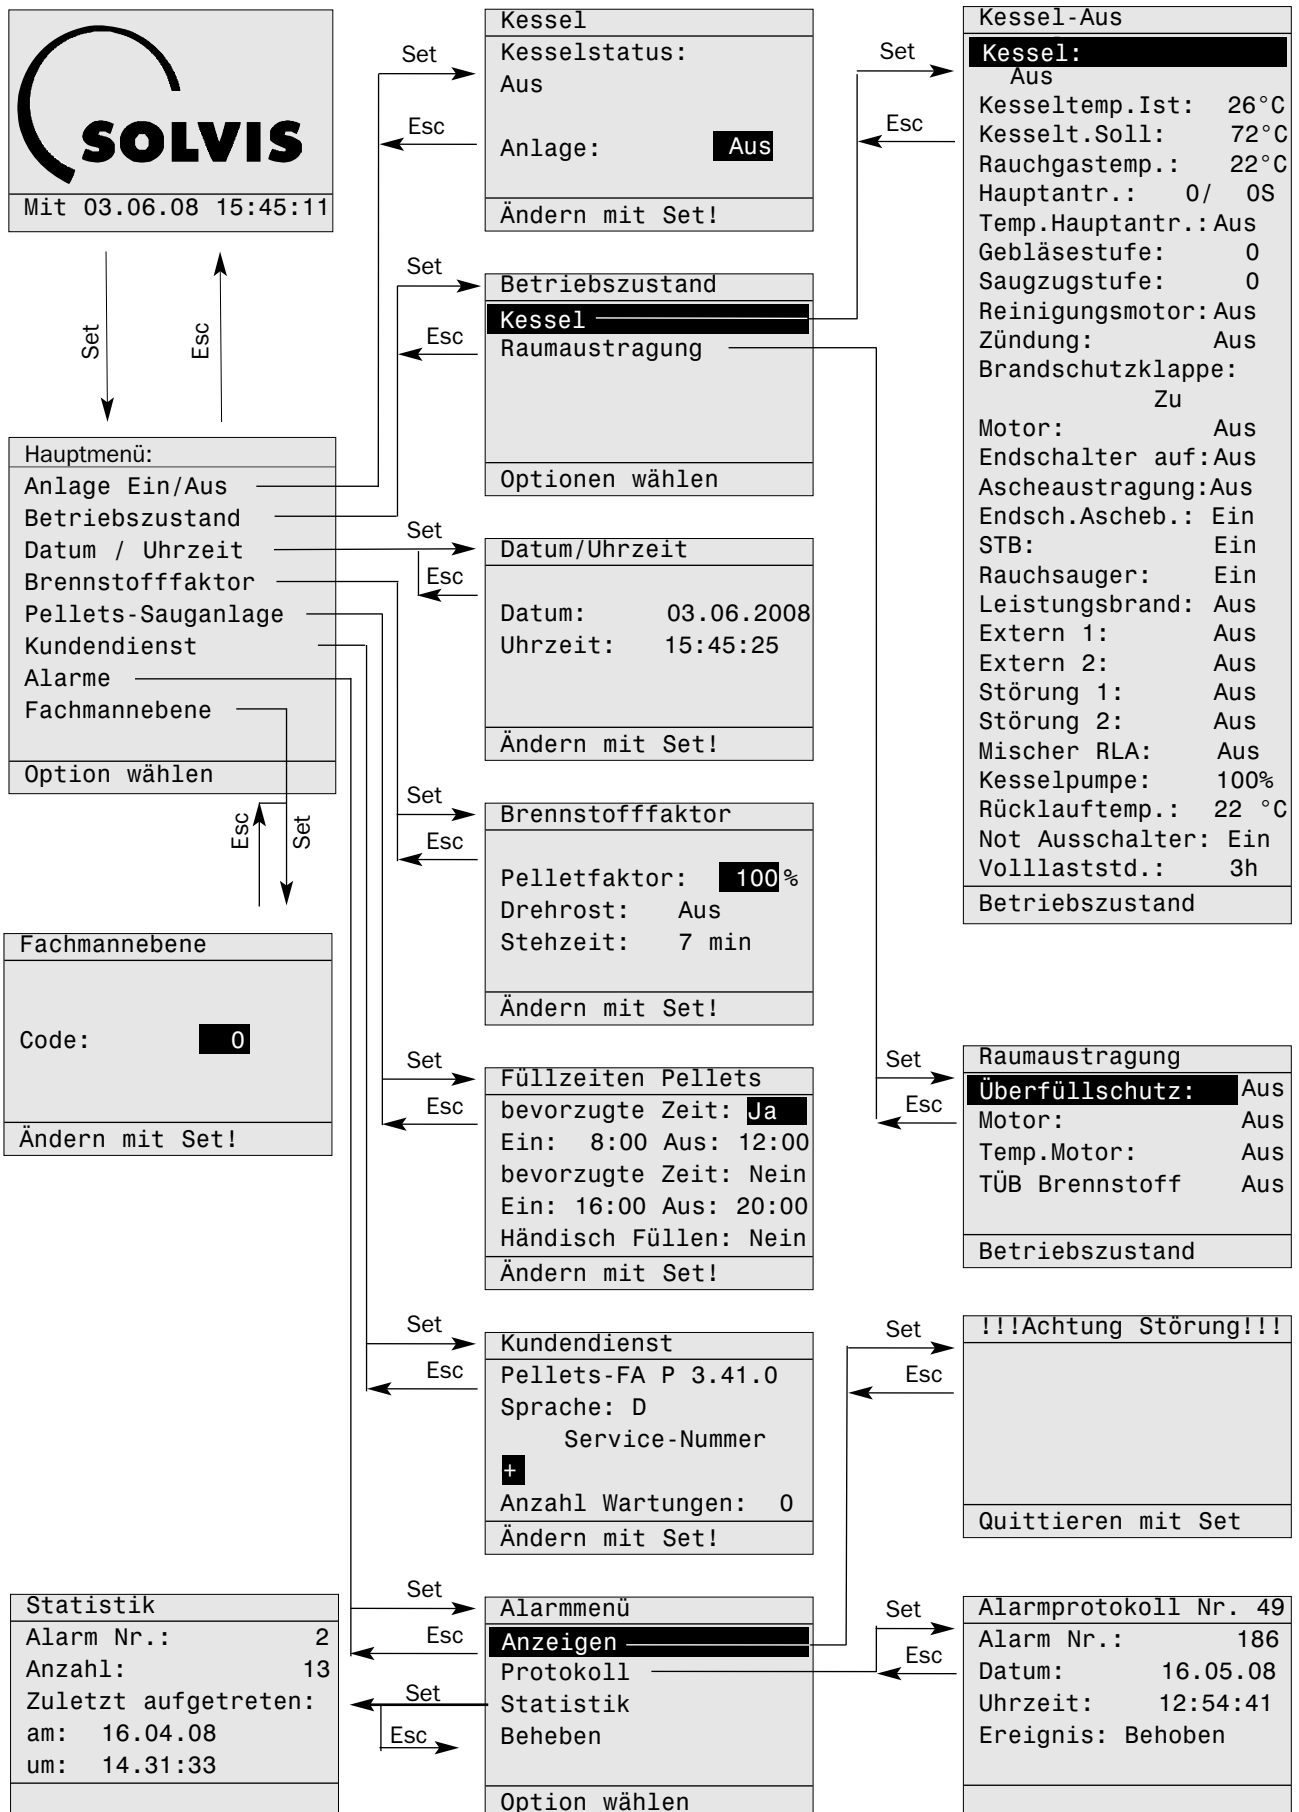 SOLVIS
Mit 03.06.08 15:45:11
Set
Esc
Hauptmenü:
Anlage Ein/Aus
Betriebszustand
Datum / Uhrzeit
Brennstofffaktor
Pellets-Sauganlage
Kundendienst
Alarme
Fachmannebene
Option wählen
Esc
Set
Fachmannebene
Code: 0
Ändern mit Set!
Statistik
Alarm Nr.: 2
Anzahl: 13
Zuletzt aufgetreten:
am: 16.04.08
um: 14.31:33
Set
Esc
Kessel
Kesselstatus:
Aus
Anlage: Aus
Ändern mit Set!
Set
Esc
Betriebszustand
Kessel
Raumaustragung
Optionen wählen
Set
Esc
Datum/Uhrzeit
Datum: 03.06.2008
Uhrzeit: 15:45:25
Ändern mit Set!
Set
Esc
Brennstofffaktor
Pelletfaktor: 100%
Drehrost: Aus
Stehzeit: 7 min
Ändern mit Set!
Set
Esc
Füllzeiten Pellets
bevorzugte Zeit: Ja
Ein: 8:00 Aus: 12:00
bevorzugte Zeit: Nein
Ein: 16:00 Aus: 20:00
Händisch Füllen: Nein
Ändern mit Set!
Set
Esc
Kundendienst
Pellets-FA P 3.41.0
Sprache: D
Service-Nummer
+
Anzahl Wartungen: 0
Ändern mit Set!
Set
Esc
Set
Esc
Alarmmenü
Anzeigen
Protokoll
Statistik
Beheben
Option wählen
Set
Esc
Kessel-Aus
Kessel:
Aus
Kesseltemp.Ist: 26°C
Kesselt.Soll: 72°C
Rauchgastemp.: 22°C
Hauptantr.: 0/ 0S
Temp.Hauptantr.: Aus
Gebläsestufe: 0
Saugzugstufe: 0
Reinigungsmotor: Aus
Zündung: Aus
Brandschutzklappe:
Zu
Motor: Aus
Endschalter auf: Aus
Ascheaustragung: Aus
Endsch.Ascheb.: Ein
STB: Ein
Rauchsauger: Ein
Leistungsbrand: Aus
Extern 1: Aus
Extern 2: Aus
Störung 1: Aus
Störung 2: Aus
Mischer RLA: Aus
Kesselpumpe: 100%
Rücklauftemp.: 22 °C
Not Ausschalter: Ein
Volllaststd.: 3h
Betriebszustand
Set
Esc
Raumaustragung
Überfüllschutz: Aus
Motor: Aus
Temp.Motor: Aus
TÜB Brennstoff Aus
Betriebszustand
Set
Esc
!!!Achtung Störung!!!
Quittieren mit Set
Set
Esc
Alarmprotokoll Nr. 49
Alarm Nr.: 186
Datum: 16.05.08
Uhrzeit: 12:54:41
Ereignis: Behoben